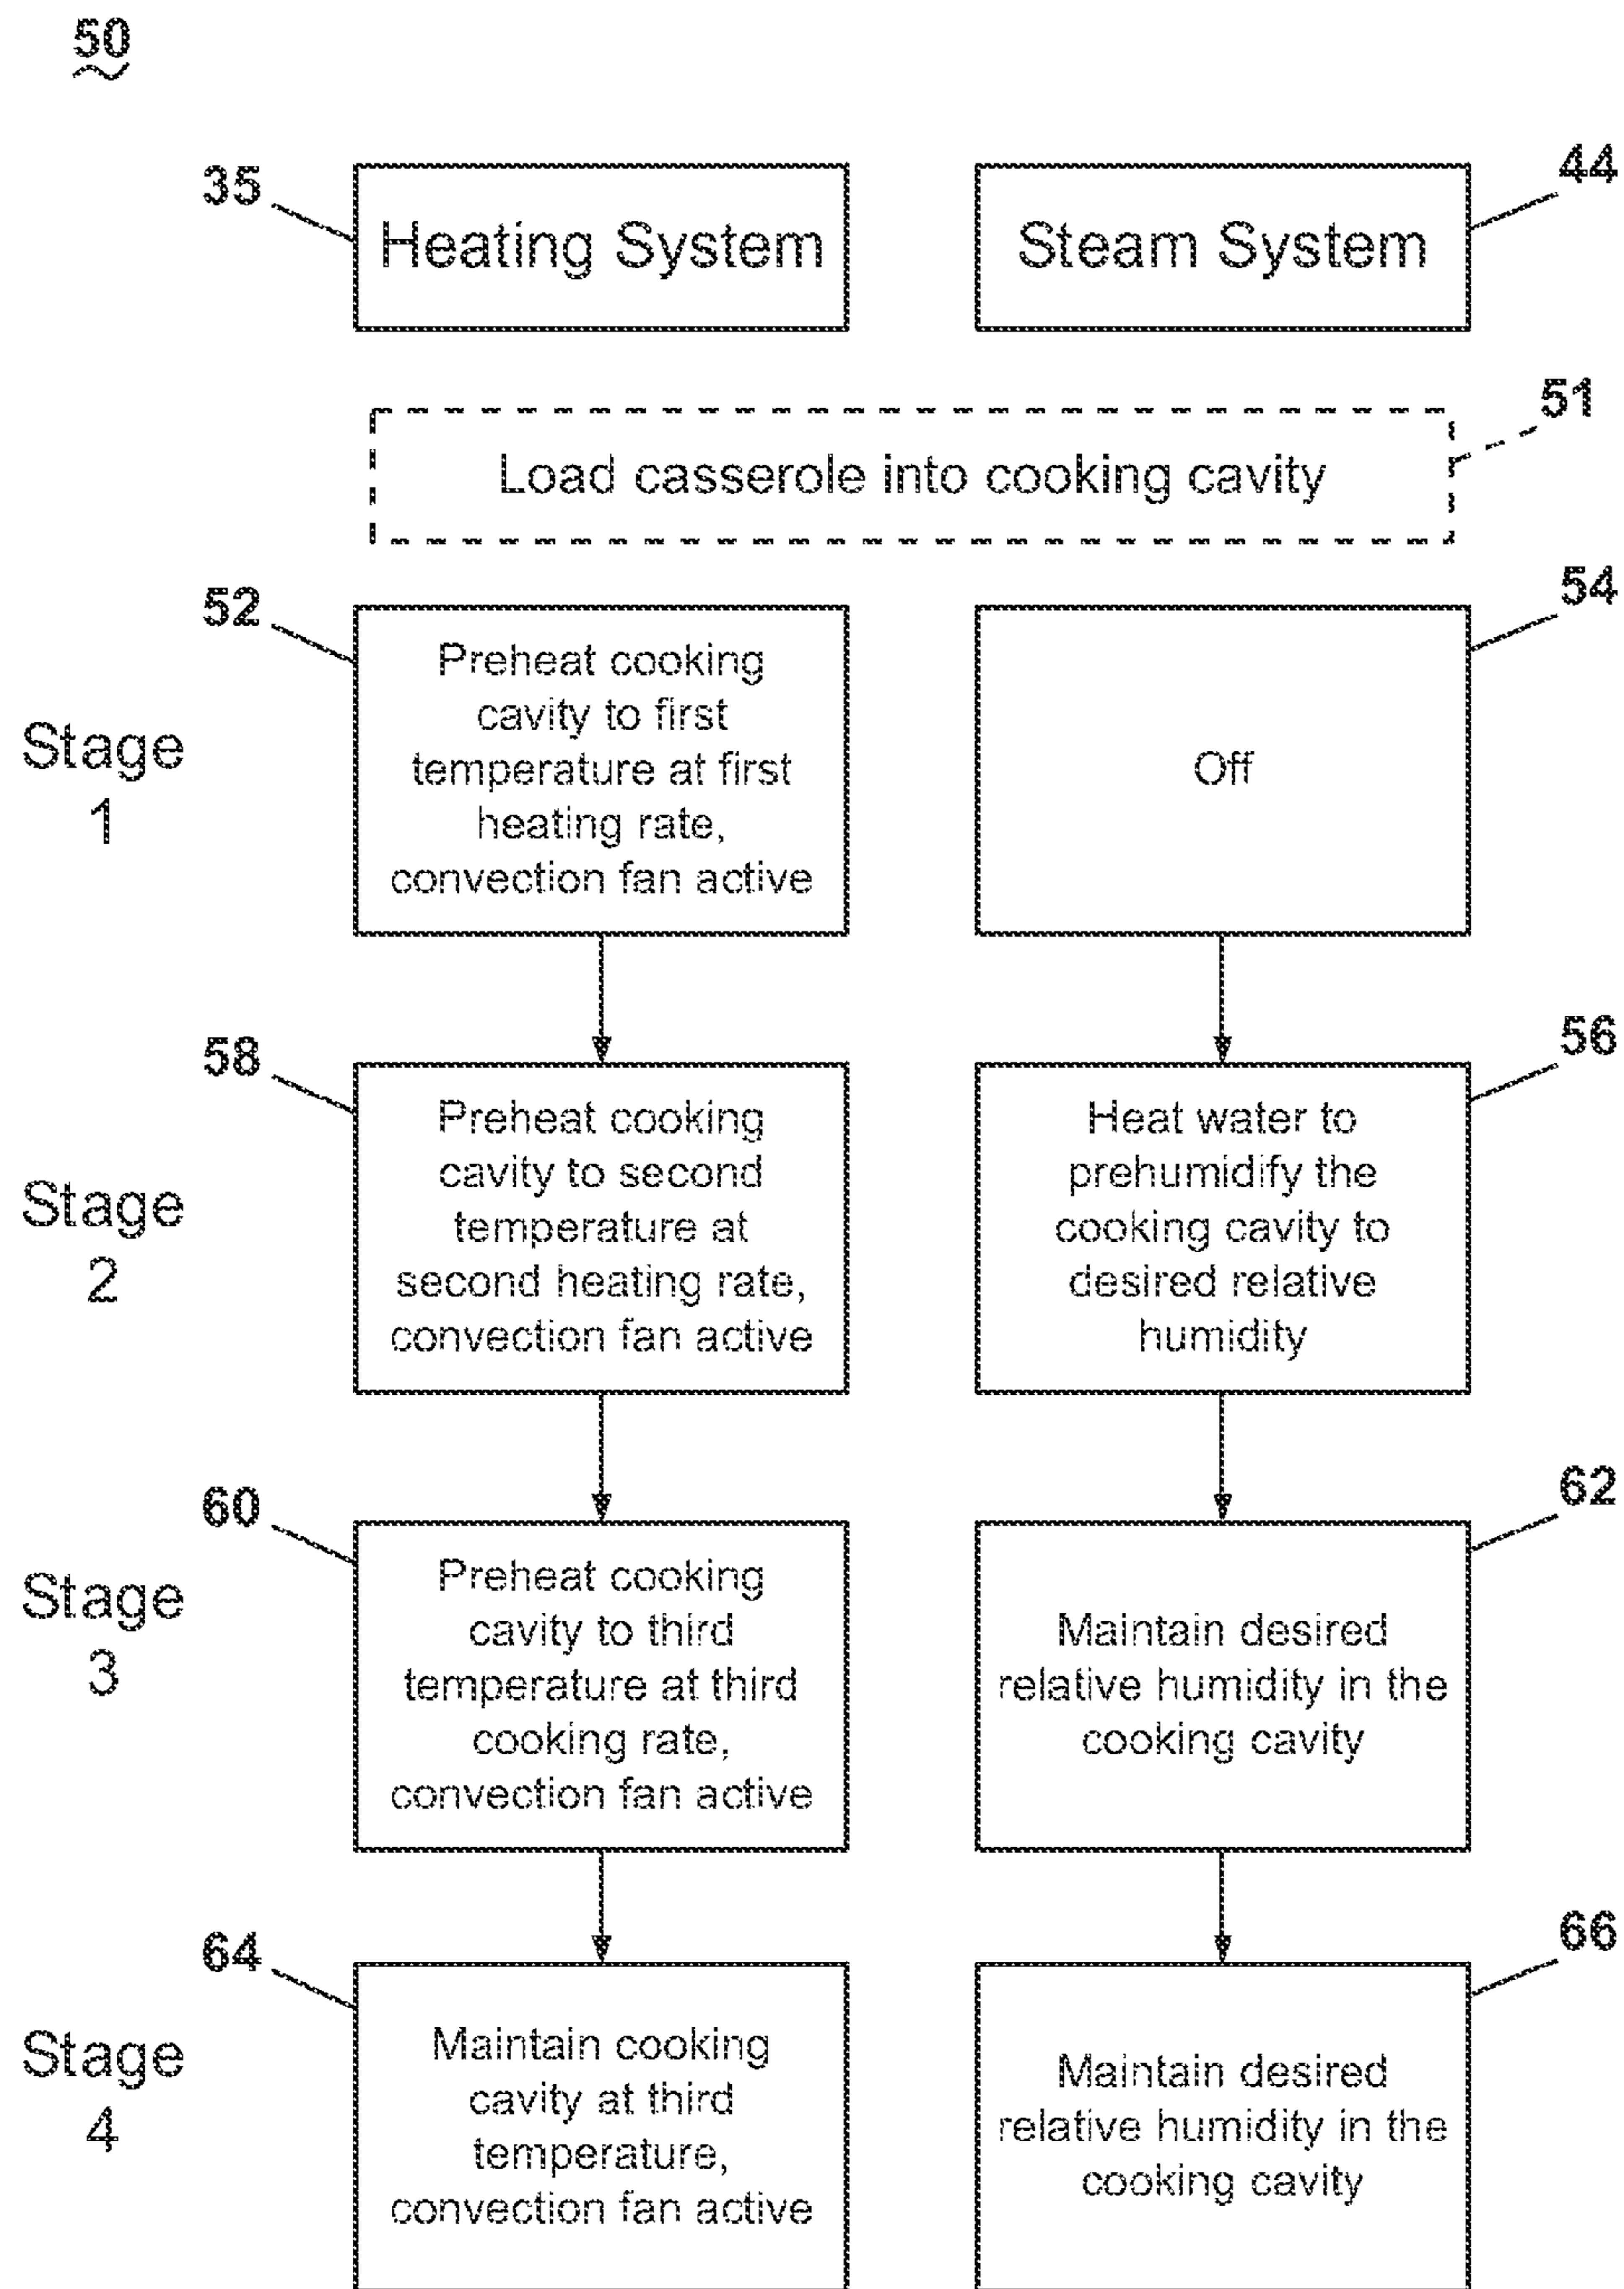 50
35
Heating System
Steam System
44
51
Load casserole into cooking cavity
52
54
Stage
1
Preheat cooking
cavity to first
temperature at first
heating rate,
convection fan active
Off
58
56
Stage
2
Preheat cooking
cavity to second
temperature at
second heating rate,
convection fan active
Heat water to
prehumidify the
cooking cavity to
desired relative
humidity
60
62
Stage
3
Preheat cooking
cavity to third
temperature at third
cooking rate,
convection fan active
Maintain desired
relative humidity in the
cooking cavity
64
66
Stage
4
Maintain cooking
cavity at third
temperature,
convection fan active
Maintain desired
relative humidity in the
cooking cavity